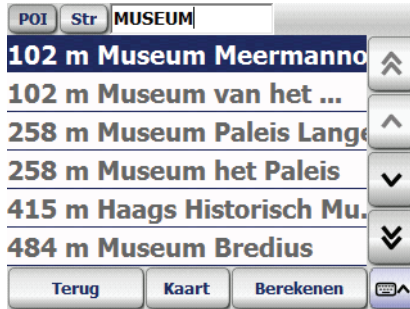 POI Str MUSEUM
102 m Museum Meermanno
102 m Museum van het ...
258 m Museum Paleis Lange
258 m Museum het Paleis
415 m Haags Historisch Mu.
484 m Museum Bredius
Terug Kaart Berekenen